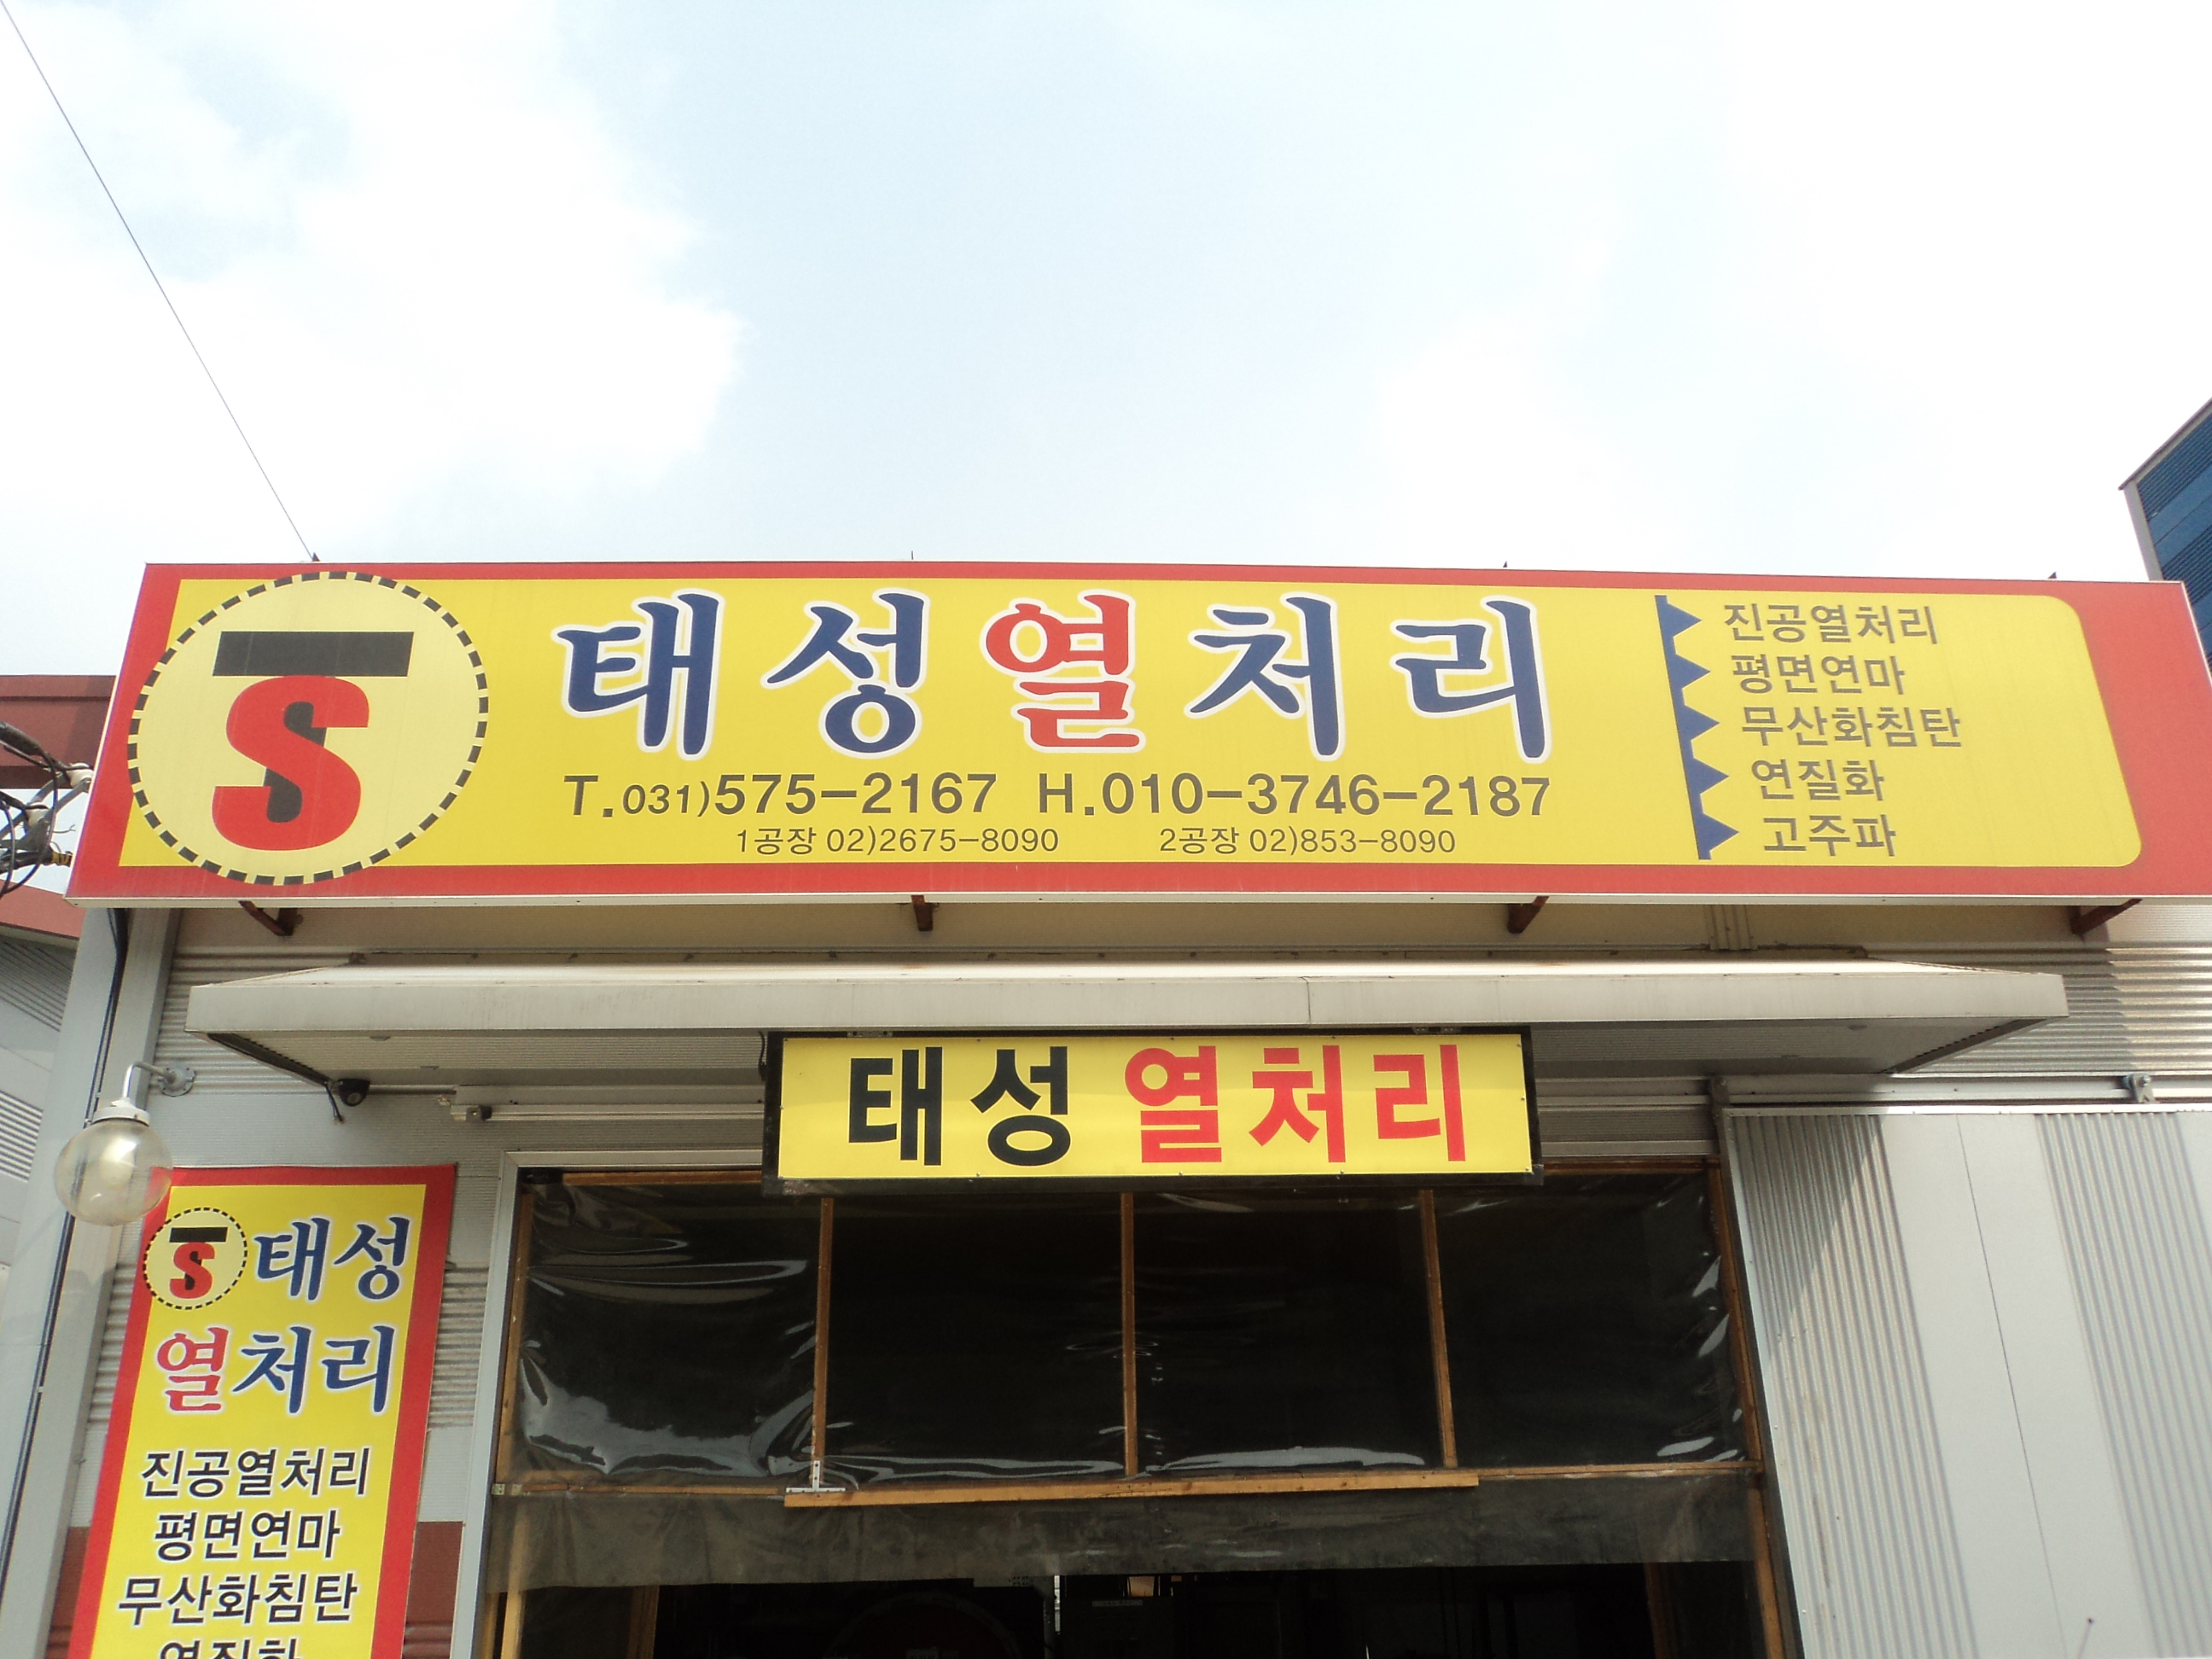 TS
태성열처리
T.031)575-2167 H.010-3746-2187
1공장 02)2675-8090 2공장 02)853-8090
진공열처리
평면연마
무산화침탄
연질화
고주파
태성 열처리
TS 태성
열처리
진공열처리
평면연마
무산화침탄
연질화